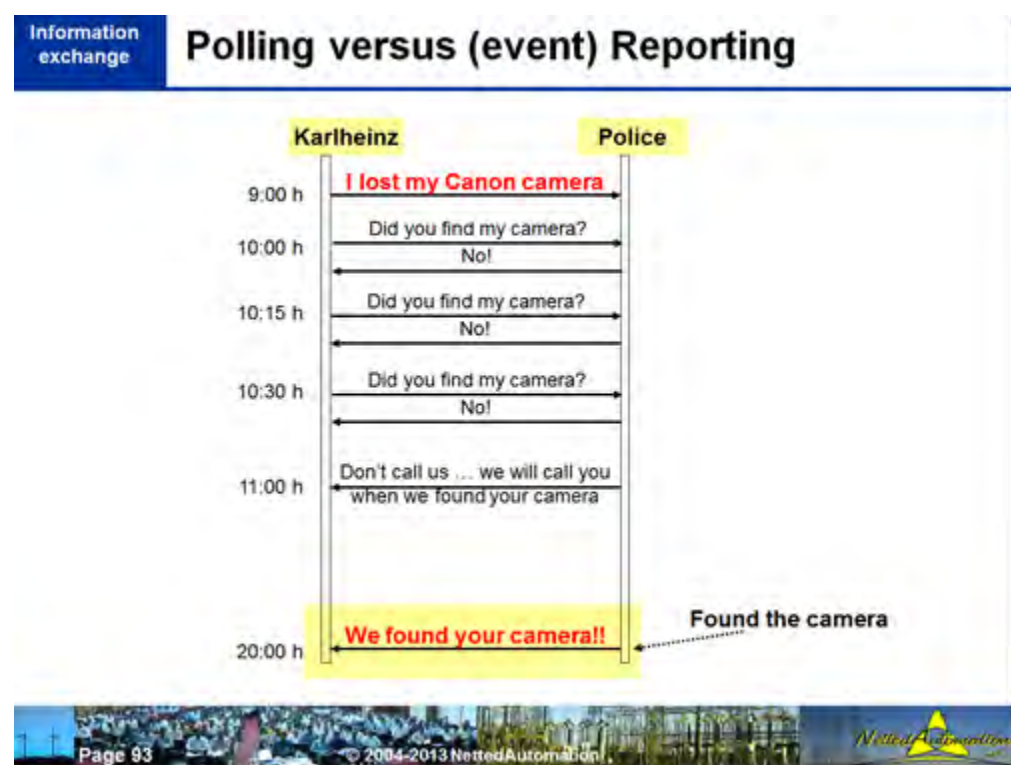 Information
exchange
Polling versus (event) Reporting
Karlheinz
Police
9:00 h
I lost my Canon camera
Did you find my camera?
10:00 h
No!
10:15 h
Did you find my camera?
No!
10:30 h
Did you find my camera?
No!
Don't call us … we will call you
11:00 h
when we found your camera
Found the camera
We found your camera!!
20:00 h
Page 93
© 2004-2013 NettedAutomation
NettedAutomation